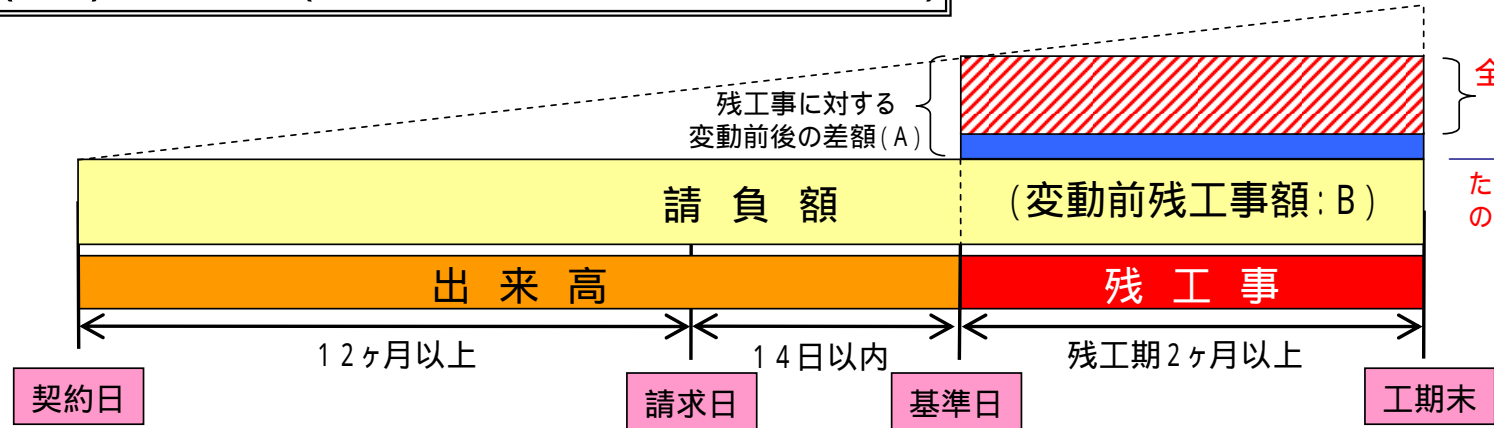 全
残工事に対する
変動前後の差額(A)
た
の
請 負 額
(変動前残工事額:B)
出 来 高
残 工 事
12ヶ月以上
14日以内
残工期2ヶ月以上
契約日
請求日
基準日
工期末